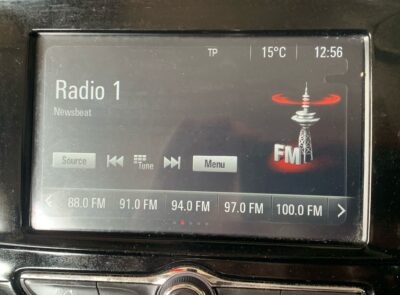 TP 15°C 12:56
Radio 1
Newsbeat
FM
Source Tune Menu
88.0 FM 91.0 FM 94.0 FM 97.0 FM 100.0 FM